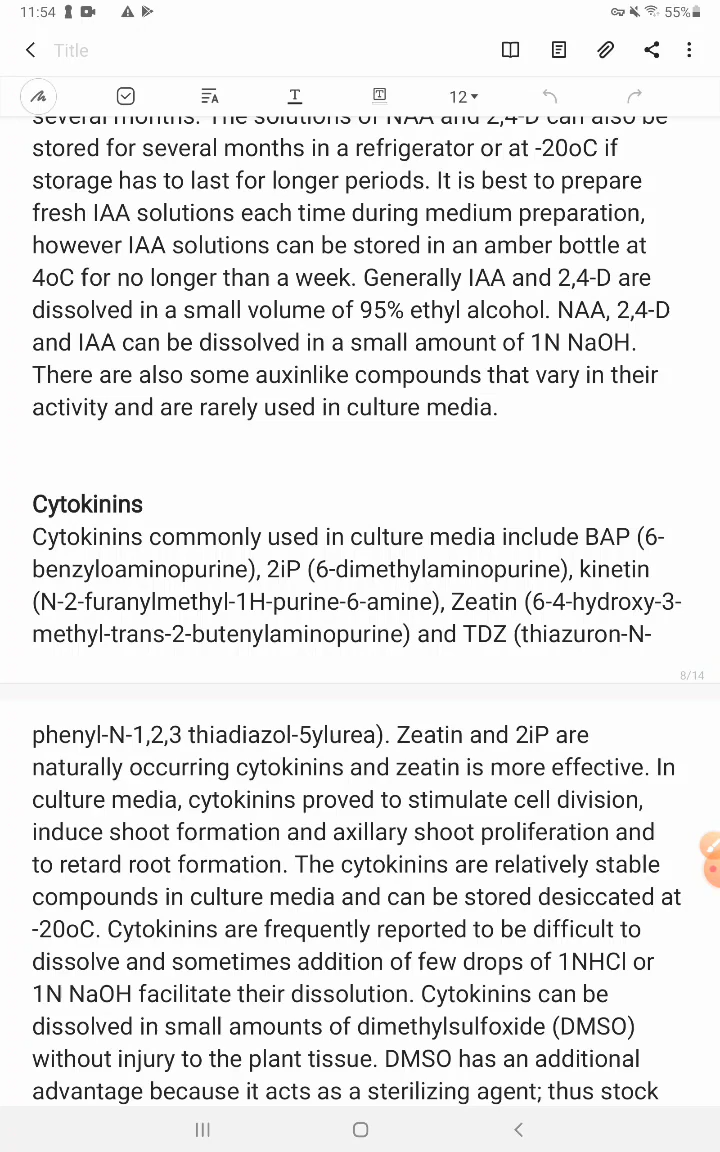 11:54
55%
Title
12
several months. The solutions of NAA and 2,4-D can also be
stored for several months in a refrigerator or at -20oC if
storage has to last for longer periods. It is best to prepare
fresh IAA solutions each time during medium preparation,
however IAA solutions can be stored in an amber bottle at
4oC for no longer than a week. Generally IAA and 2,4-D are
dissolved in a small volume of 95% ethyl alcohol. NAA, 2,4-D
and IAA can be dissolved in a small amount of 1N NaOH.
There are also some auxinlike compounds that vary in their
activity and are rarely used in culture media.
Cytokinins
Cytokinins commonly used in culture media include BAP (6-
benzyloaminopurine), 2iP (6-dimethylaminopurine), kinetin
(N-2-furanylmethyl-1H-purine-6-amine), Zeatin (6-4-hydroxy-3-
methyl-trans-2-butenylaminopurine) and TDZ (thiazuron-N-
8/14
phenyl-N-1,2,3 thiadiazol-5ylurea). Zeatin and 2iP are
naturally occurring cytokinins and zeatin is more effective. In
culture media, cytokinins proved to stimulate cell division,
induce shoot formation and axillary shoot proliferation and
to retard root formation. The cytokinins are relatively stable
compounds in culture media and can be stored desiccated at
-20oC. Cytokinins are frequently reported to be difficult to
dissolve and sometimes addition of few drops of 1NHCl or
1N NaOH facilitate their dissolution. Cytokinins can be
dissolved in small amounts of dimethylsulfoxide (DMSO)
without injury to the plant tissue. DMSO has an additional
advantage because it acts as a sterilizing agent; thus stock